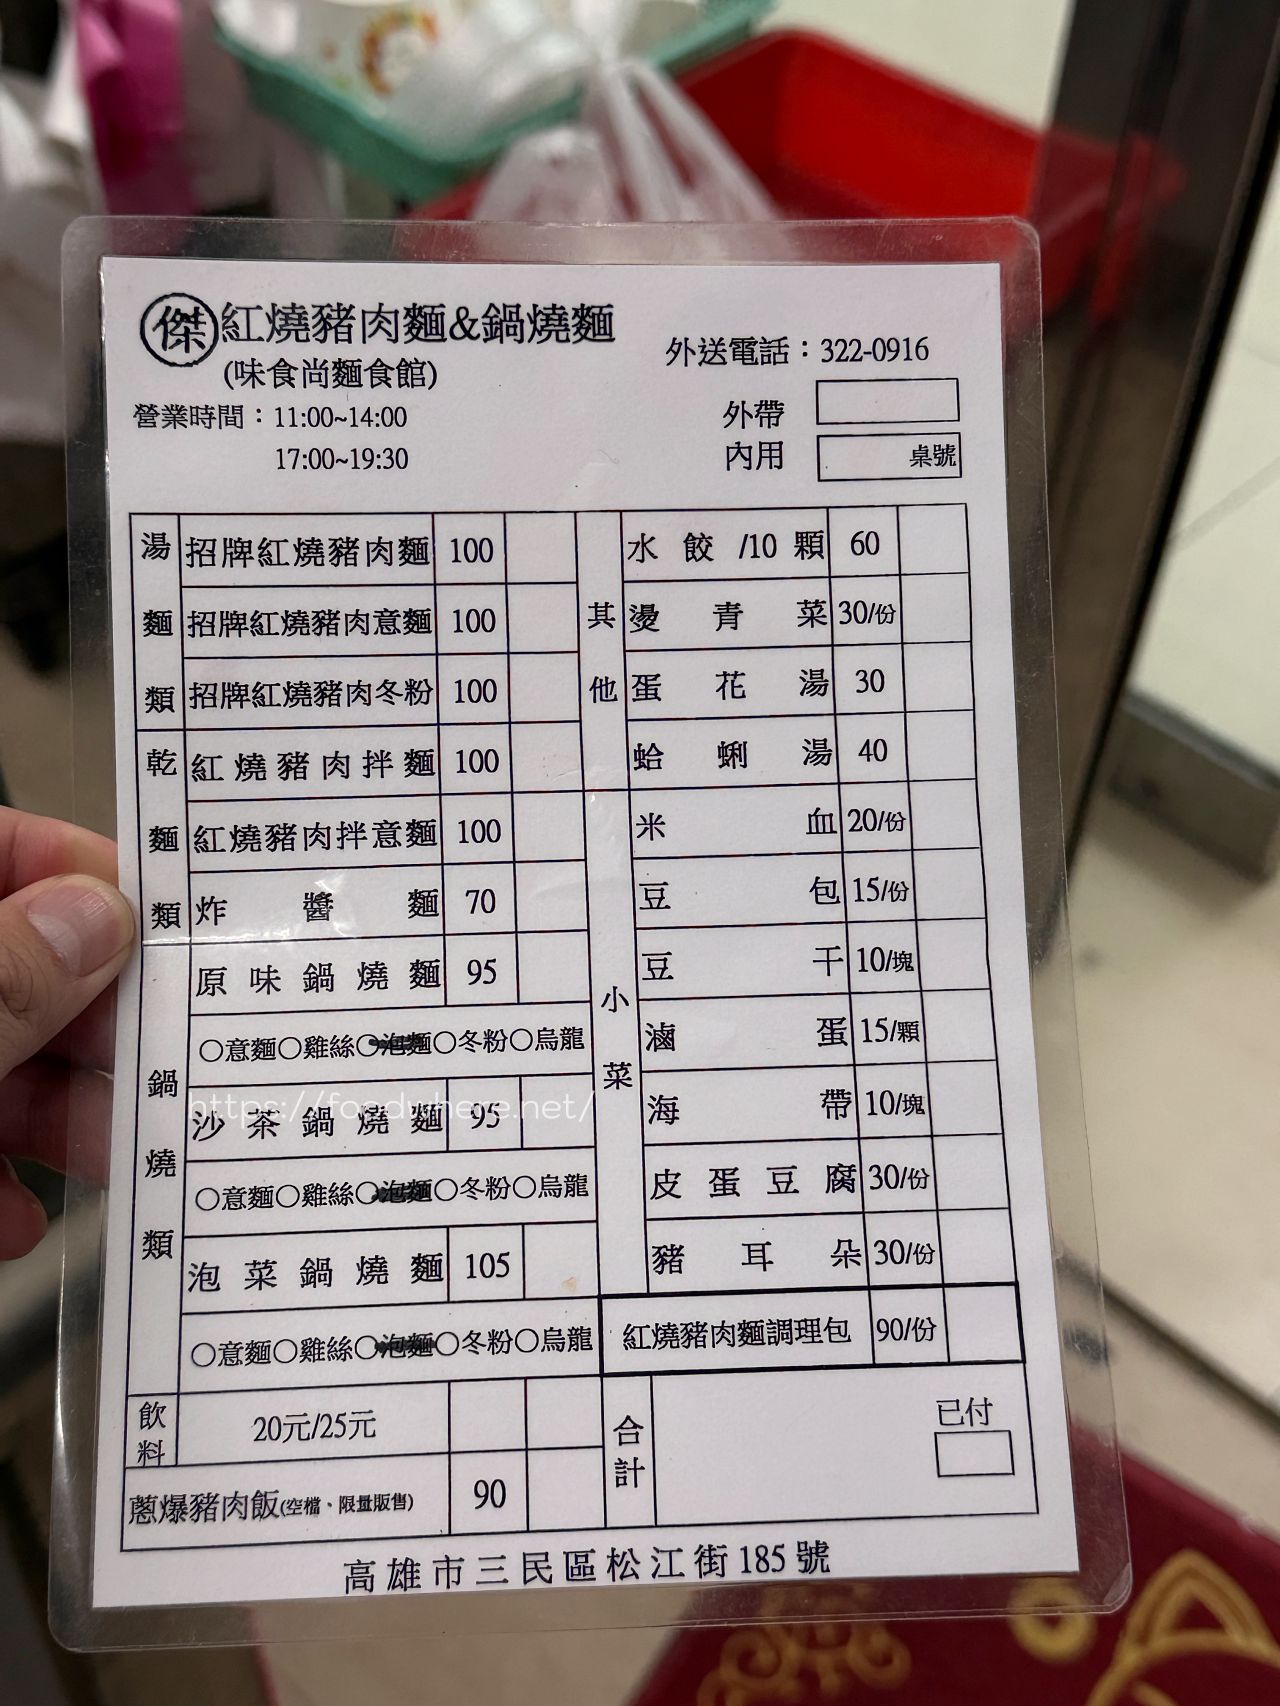 傑 紅燒豬肉麵&鍋燒麵
(味食尚麵食館)
營業時間：11:00~14:00
17:00~19:30
外送電話：322-0916
外帶
內用 桌號
湯麵類
招牌紅燒豬肉麵 100
招牌紅燒豬肉意麵 100
招牌紅燒豬肉冬粉 100
乾麵類
紅燒豬肉拌麵 100
紅燒豬肉拌意麵 100
炸醬麵 70
鍋燒類
原味鍋燒麵 95
○意麵○雞絲○泡麵○冬粉○烏龍
沙茶鍋燒麵 95
○意麵○雞絲○泡麵○冬粉○烏龍
泡菜鍋燒麵 105
○意麵○雞絲○泡麵○冬粉○烏龍
飲料 20元/25元
蔥爆豬肉飯(空檔、限量販售) 90
其他
水餃/10顆 60
燙青菜 30/份
蛋花湯 30
蛤蜊湯 40
小菜
米血 20/份
豆包 15/份
豆干 10/塊
滷蛋 15/顆
海帶 10/塊
皮蛋豆腐 30/份
豬耳朵 30/份
紅燒豬肉麵調理包 90/份
合計
已付
高雄市三民區松江街185號
https://foodwhere.net/